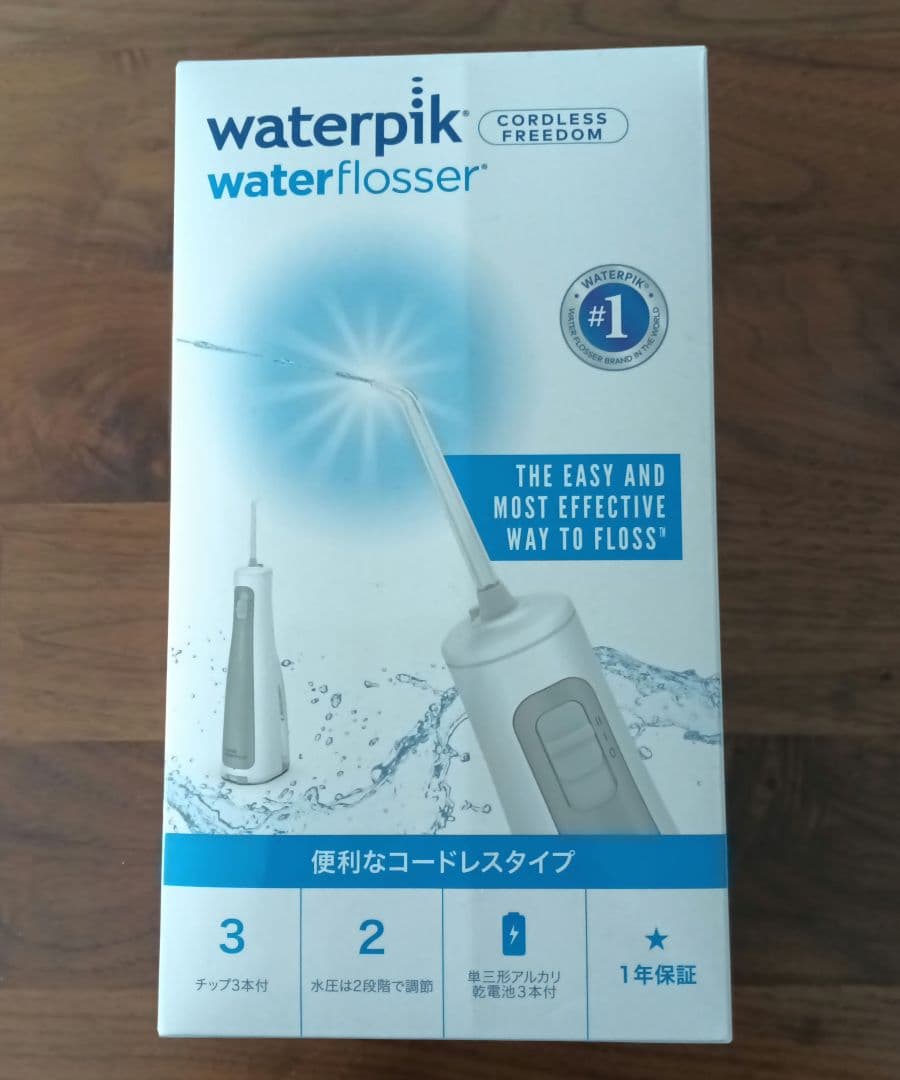 waterpik®
CORDLESS
FREEDOM
waterflosser®
WATERPIK®
#1
WATER FLOSSER BRAND IN THE WORLD
THE EASY AND
MOST EFFECTIVE
WAY TO FLOSS™
便利なコードレスタイプ
3
チップ3本付
2
水圧は2段階で調節
単三形アルカリ
乾電池3本付
★
1年保証